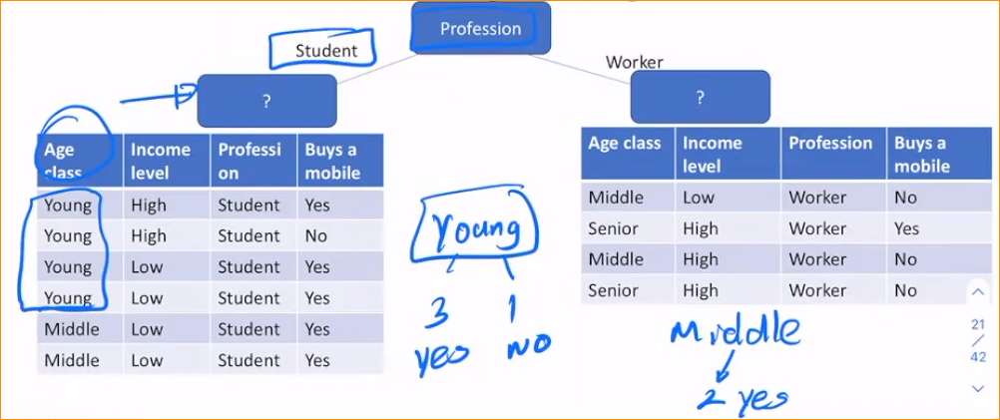 Profession
Student
Worker
?
?
Age class Income level Professi on Buys a mobile
Young High Student Yes
Young High Student No
Young Low Student Yes
Young Low Student Yes
Middle Low Student Yes
Middle Low Student Yes
Young
3 1
yes NO
Age class Income level Profession Buys a mobile
Middle Low Worker No
Senior High Worker Yes
Middle High Worker No
Senior High Worker No
Middle
2 yes
21
/
42